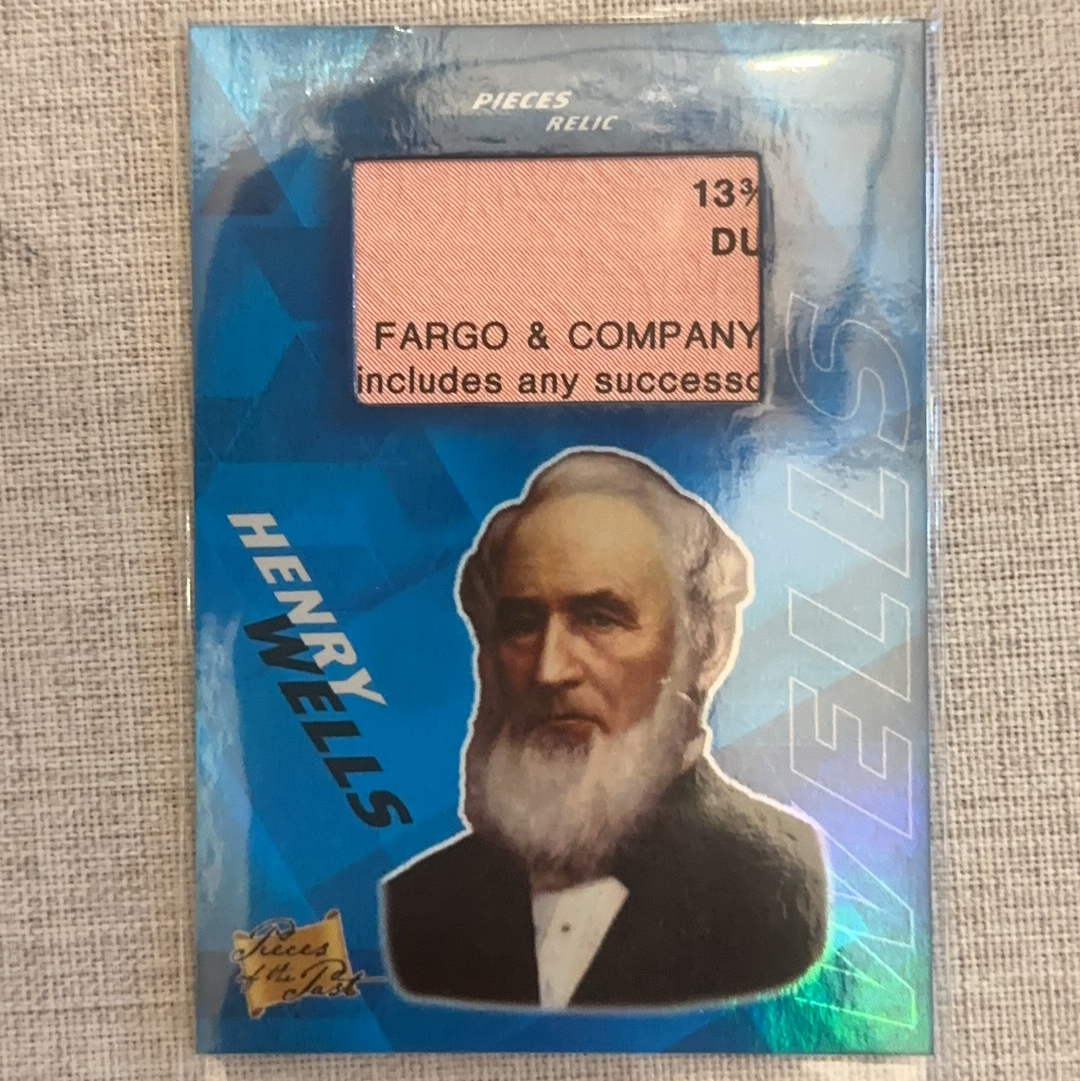 PIECES
RELIC
13¾
DU
FARGO & COMPANY
includes any successo
HENRY
WELLS
WELLS
Pieces
of the Past